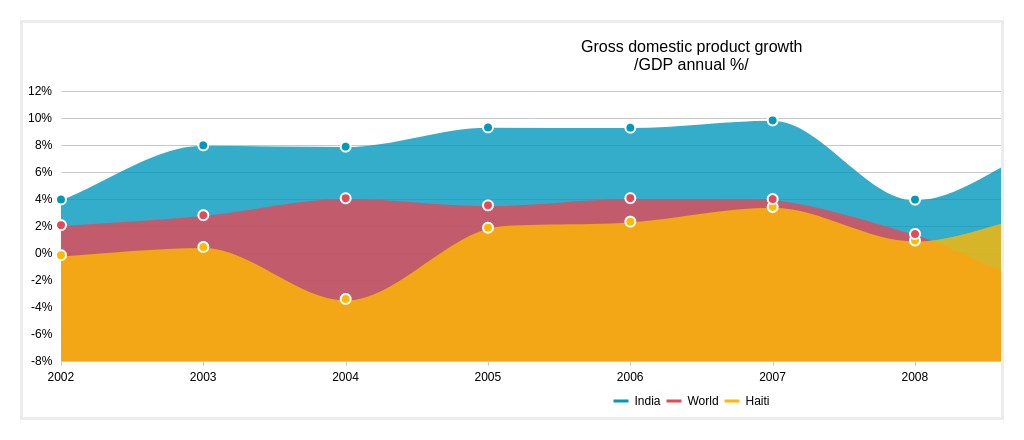 Gross domestic product growth
/GDP annual %/
12%
10%
8%
6%
4%
2%
0%
-2%
-4%
-6%
-8%
2002 2003 2004 2005 2006 2007 2008
India World Haiti